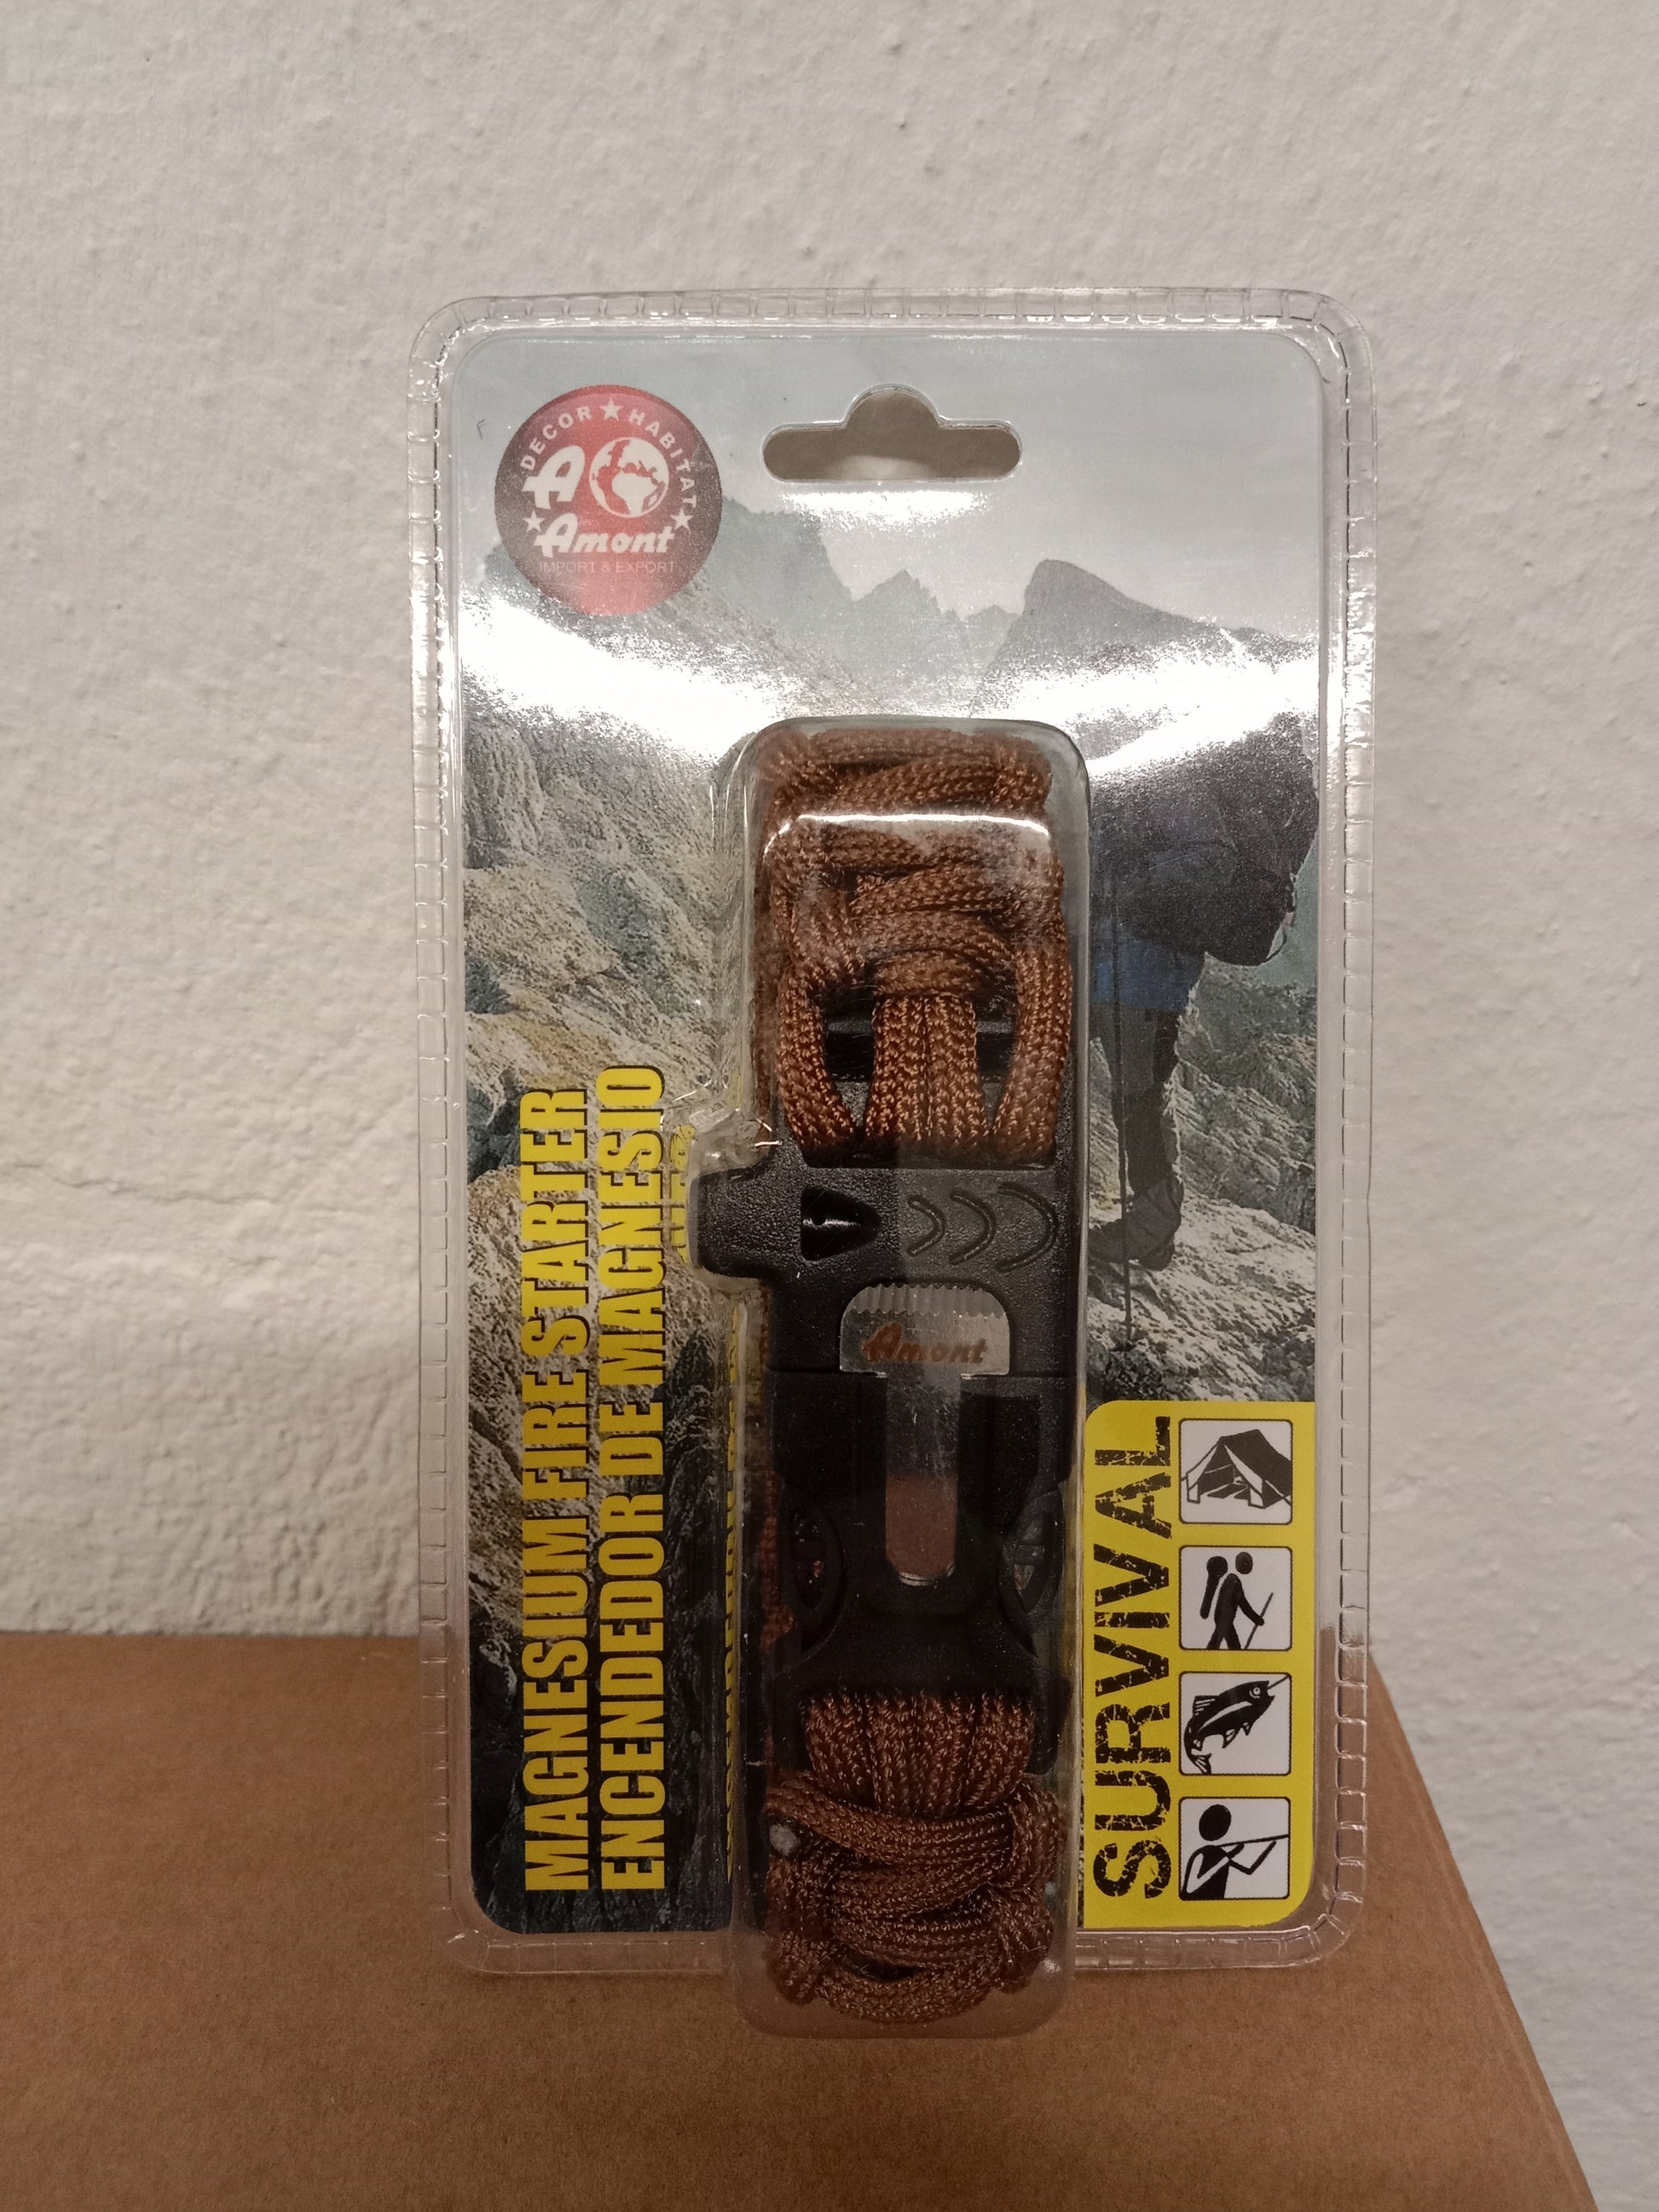 DECOR ★ HABITAT
A
★ Amont ★
IMPORT & EXPORT
MAGNESIUM FIRE STARTER
ENCENDEDOR DE MAGNESIO
Amont
SURVIVAL